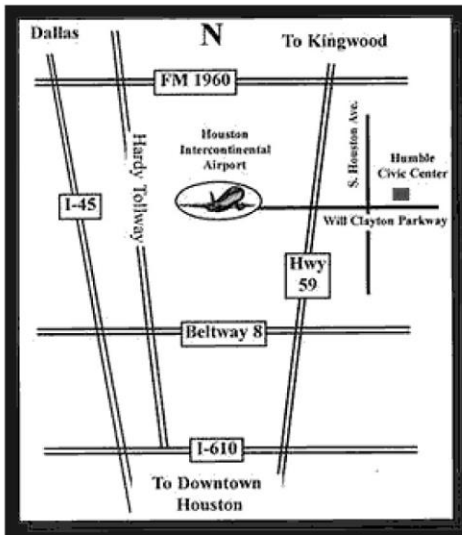 Dallas
N
To Kingwood
FM 1960
Hardy Tollway
Houston
Intercontinental
Airport
S. Houston Ave.
Humble
Civic Center
I-45
Will Clayton Parkway
Hwy
59
Beltway 8
I-610
To Downtown
Houston